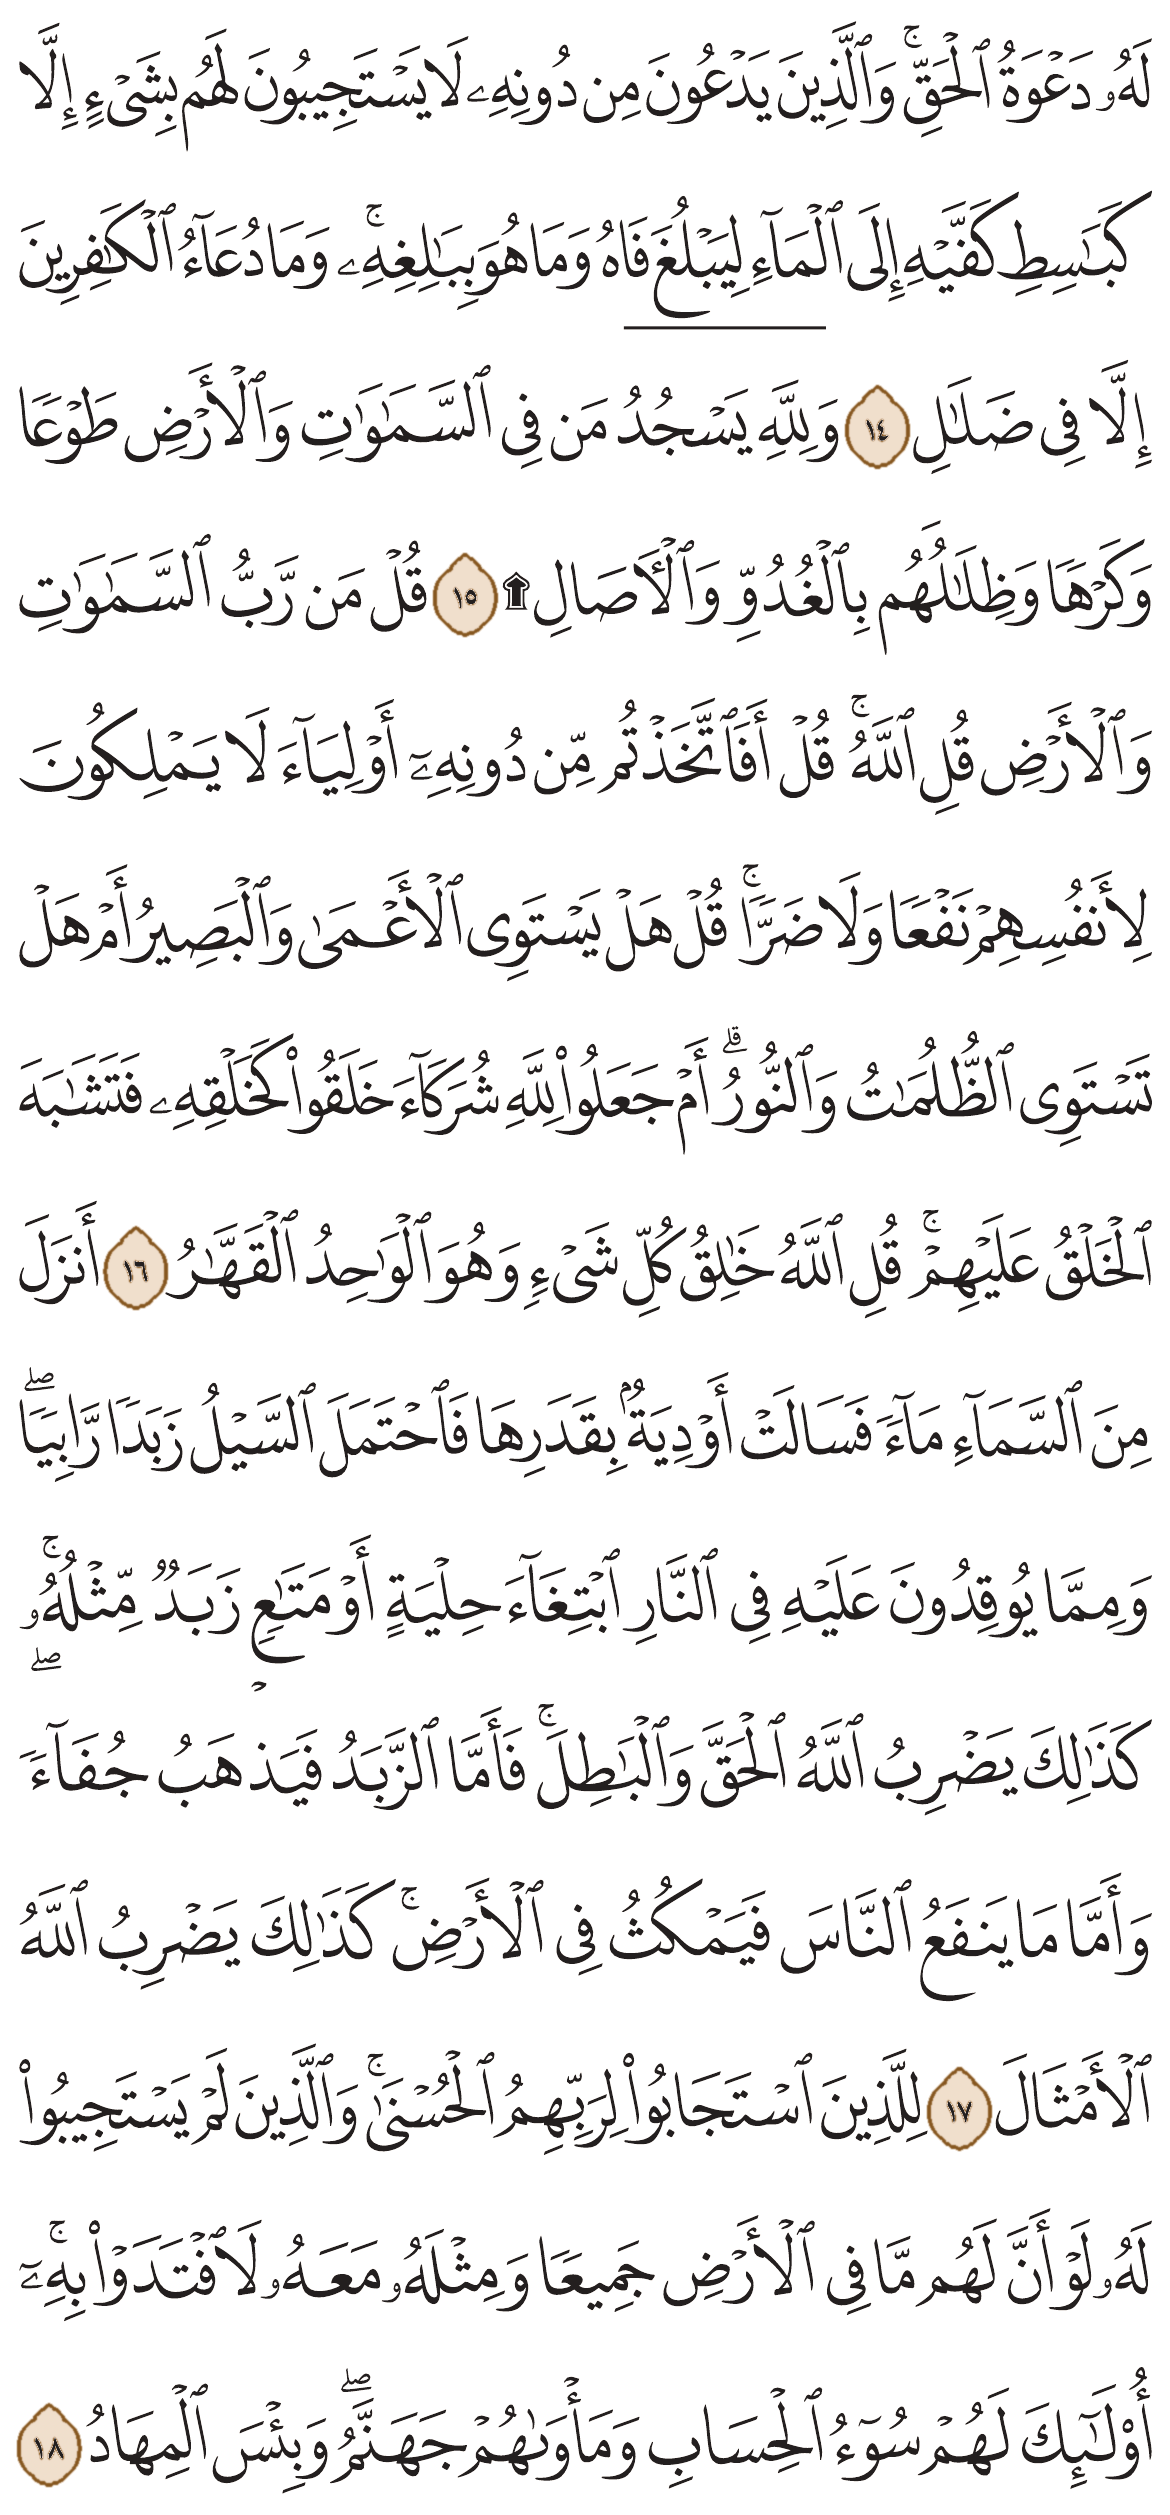 لَهُۥ دَعْوَةُ ٱلْحَقِّ ۚ وَٱلَّذِينَ يَدْعُونَ مِن دُونِهِۦ لَا يَسْتَجِيبُونَ لَهُم بِشَىْءٍ إِلَّا
كَبَـٰسِطِ كَفَّيْهِ إِلَى ٱلْمَآءِ لِيَبْلُغَ فَاهُ وَمَا هُوَ بِبَـٰلِغِهِۦ ۚ وَمَا دُعَآءُ ٱلْكَـٰفِرِينَ
إِلَّا فِى ضَلَـٰلٍ ١٤ وَلِلَّهِ يَسْجُدُ مَن فِى ٱلسَّمَـٰوَٰتِ وَٱلْأَرْضِ طَوْعًا
وَكَرْهًا وَظِلَـٰلُهُم بِٱلْغُدُوِّ وَٱلْـَٔاصَالِ ۩ ١٥ قُلْ مَن رَّبُّ ٱلسَّمَـٰوَٰتِ
وَٱلْأَرْضِ قُلِ ٱللَّهُ ۚ قُلْ أَفَٱتَّخَذْتُم مِّن دُونِهِۦٓ أَوْلِيَآءَ لَا يَمْلِكُونَ
لِأَنفُسِهِمْ نَفْعًا وَلَا ضَرًّا ۚ قُلْ هَلْ يَسْتَوِى ٱلْأَعْمَىٰ وَٱلْبَصِيرُ أَمْ هَلْ
تَسْتَوِى ٱلظُّلُمَـٰتُ وَٱلنُّورُ ۗ أَمْ جَعَلُوا۟ لِلَّهِ شُرَكَآءَ خَلَقُوا۟ كَخَلْقِهِۦ فَتَشَـٰبَهَ
ٱلْخَلْقُ عَلَيْهِمْ ۚ قُلِ ٱللَّهُ خَـٰلِقُ كُلِّ شَىْءٍ وَهُوَ ٱلْوَٰحِدُ ٱلْقَهَّـٰرُ ١٦ أَنزَلَ
مِنَ ٱلسَّمَآءِ مَآءً فَسَالَتْ أَوْدِيَةٌۢ بِقَدَرِهَا فَٱحْتَمَلَ ٱلسَّيْلُ زَبَدًا رَّابِيًا ۖ
وَمِمَّا يُوقِدُونَ عَلَيْهِ فِى ٱلنَّارِ ٱبْتِغَآءَ حِلْيَةٍ أَوْ مَتَـٰعٍ زَبَدٌ مِّثْلُهُۥ ۚ
كَذَٰلِكَ يَضْرِبُ ٱللَّهُ ٱلْحَقَّ وَٱلْبَـٰطِلَ ۚ فَأَمَّا ٱلزَّبَدُ فَيَذْهَبُ جُفَآءً ۖ
وَأَمَّا مَا يَنفَعُ ٱلنَّاسَ فَيَمْكُثُ فِى ٱلْأَرْضِ ۚ كَذَٰلِكَ يَضْرِبُ ٱللَّهُ
ٱلْأَمْثَالَ ١٧ لِلَّذِينَ ٱسْتَجَابُوا۟ لِرَبِّهِمُ ٱلْحُسْنَىٰ ۚ وَٱلَّذِينَ لَمْ يَسْتَجِيبُوا۟
لَهُۥ لَوْ أَنَّ لَهُم مَّا فِى ٱلْأَرْضِ جَمِيعًا وَمِثْلَهُۥ مَعَهُۥ لَٱفْتَدَوْا۟ بِهِۦٓ ۚ
أُو۟لَـٰٓئِكَ لَهُمْ سُوٓءُ ٱلْحِسَابِ وَمَأْوَىٰهُمْ جَهَنَّمُ ۖ وَبِئْسَ ٱلْمِهَادُ ١٨